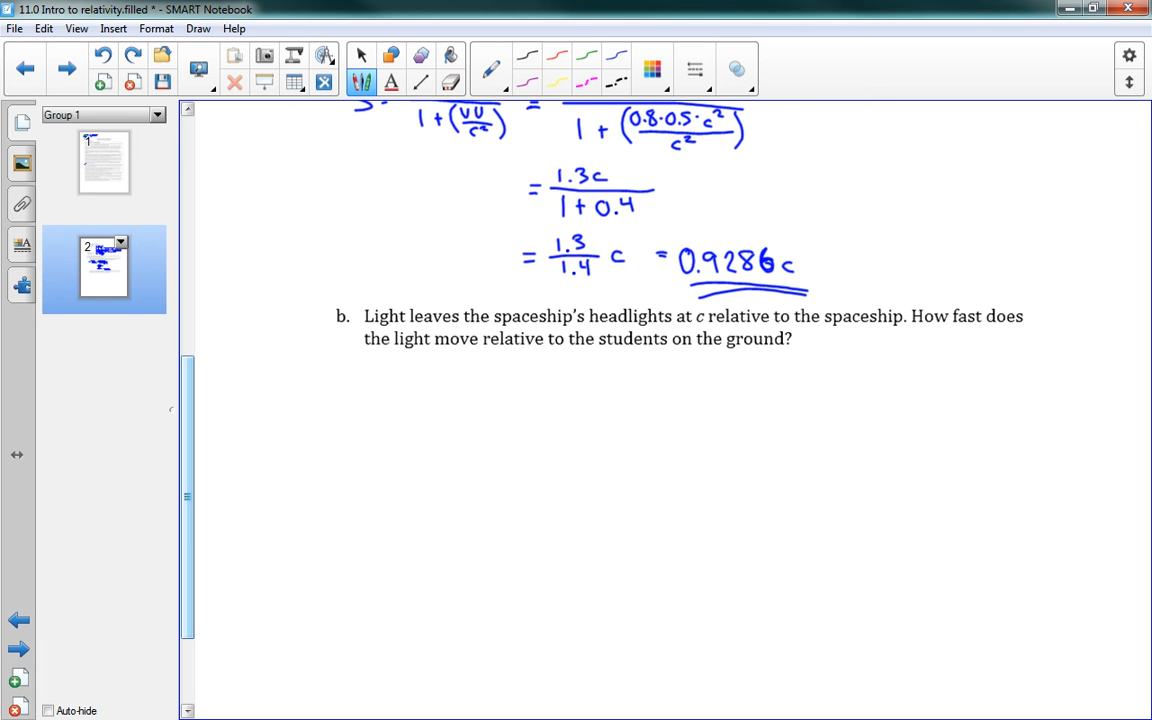 11.0 Intro to relativity.filled * - SMART Notebook
File Edit View Insert Format Draw Help
Group 1
1
2
S = 1 + (vu/c²) = 1 + (0.8·0.5·c²/c²)
= 1.3c / 1 + 0.4
= 1.3/1.4 c = 0.9286c
b. Light leaves the spaceship's headlights at c relative to the spaceship. How fast does
the light move relative to the students on the ground?
Auto-hide